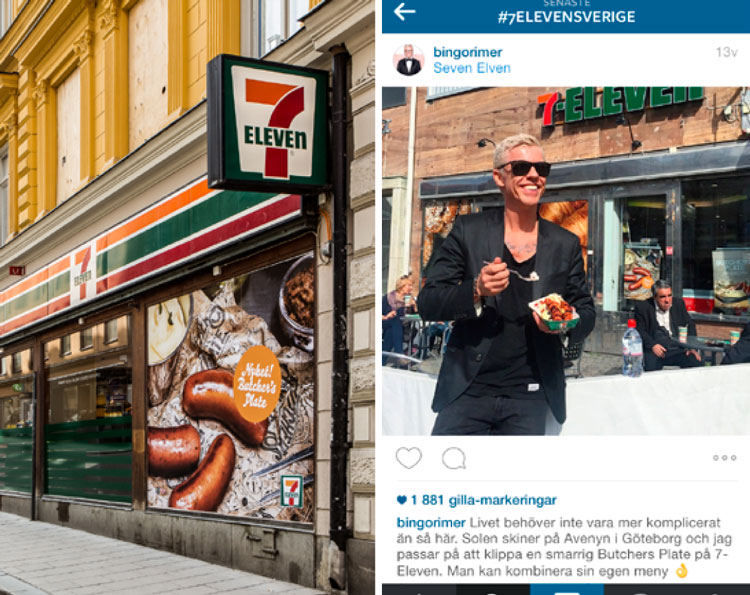 7
ELEVEN
7
ELEVEN
Nyhet!
Butcher's
Plate
7
ELEVEN
SENASTE
#7ELEVENSVERIGE
bingorimer
13v
Seven Elven
7-ELEVEN
BUTCHER'S
PLATE
1 881 gilla-markeringar
bingorimer Livet behöver inte vara mer komplicerat
än så här. Solen skiner på Avenyn i Göteborg och jag
passar på att klippa en smarrig Butchers Plate på 7-
Eleven. Man kan kombinera sin egen meny 👌